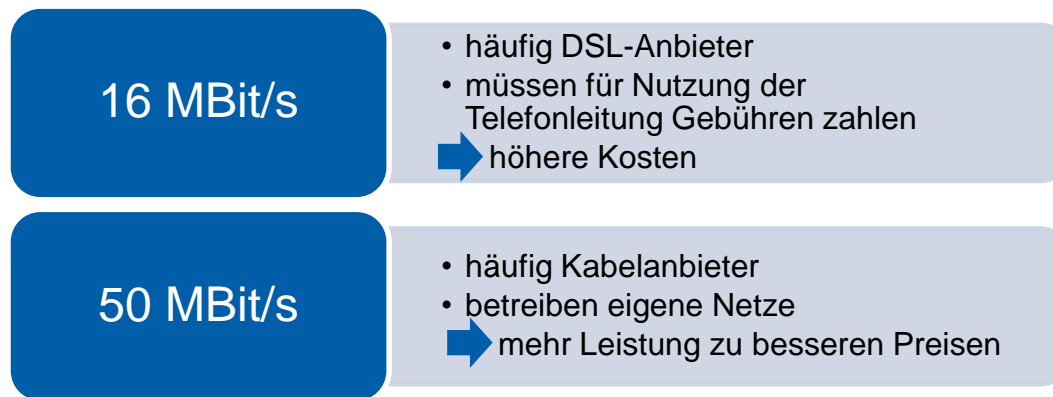 16 MBit/s
• häufig DSL-Anbieter
• müssen für Nutzung der
Telefonleitung Gebühren zahlen
höhere Kosten
50 MBit/s
• häufig Kabelanbieter
• betreiben eigene Netze
mehr Leistung zu besseren Preisen